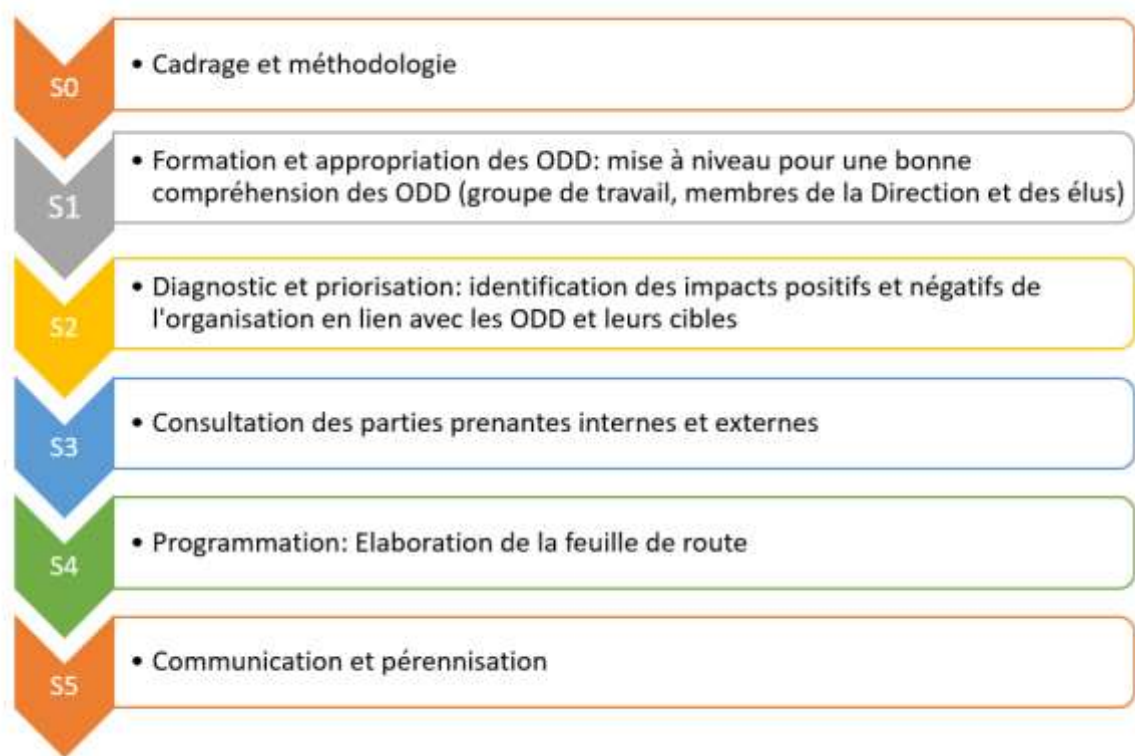 S0
• Cadrage et méthodologie
S1
• Formation et appropriation des ODD: mise à niveau pour une bonne
compréhension des ODD (groupe de travail, membres de la Direction et des élus)
S2
• Diagnostic et priorisation: identification des impacts positifs et négatifs de
l'organisation en lien avec les ODD et leurs cibles
S3
• Consultation des parties prenantes internes et externes
S4
• Programmation: Elaboration de la feuille de route
S5
• Communication et pérennisation